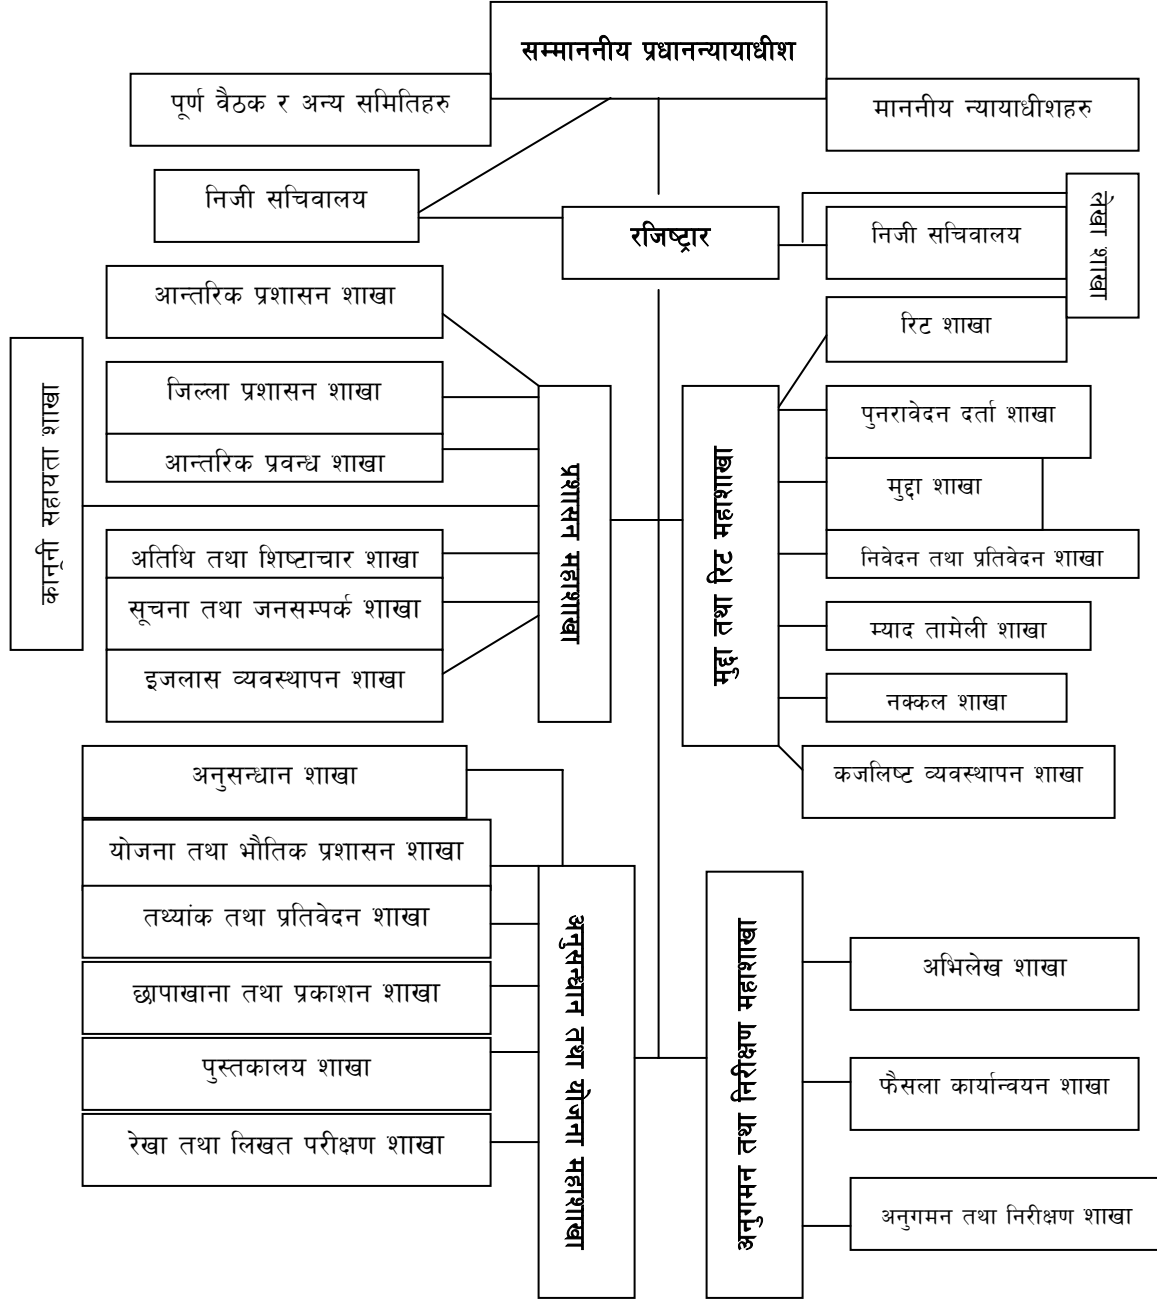 सम्माननीय प्रधानन्यायाधीश
पूर्ण वैठक र अन्य समितिहरु
माननीय न्यायाधीशहरु
निजी सचिवालय
रजिष्ट्रार
निजी सचिवालय
लेखा शाखा
आन्तरिक प्रशासन शाखा
रिट शाखा
कानूनी सहायता शाखा
जिल्ला प्रशासन शाखा
आन्तरिक प्रवन्ध शाखा
अतिथि तथा शिष्टाचार शाखा
सूचना तथा जनसम्पर्क शाखा
इजलास व्यवस्थापन शाखा
प्रशासन महाशाखा
मुद्दा तथा रिट महाशाखा
पुनरावेदन दर्ता शाखा
मुद्दा शाखा
निवेदन तथा प्रतिवेदन शाखा
म्याद तामेली शाखा
नक्कल शाखा
कजलिष्ट व्यवस्थापन शाखा
अनुसन्धान शाखा
योजना तथा भौतिक प्रशासन शाखा
तथ्यांक तथा प्रतिवेदन शाखा
छापाखाना तथा प्रकाशन शाखा
पुस्तकालय शाखा
रेखा तथा लिखत परीक्षण शाखा
अनुसन्धान तथा योजना महाशाखा
अनुगमन तथा निरीक्षण महाशाखा
अभिलेख शाखा
फैसला कार्यान्वयन शाखा
अनुगमन तथा निरीक्षण शाखा